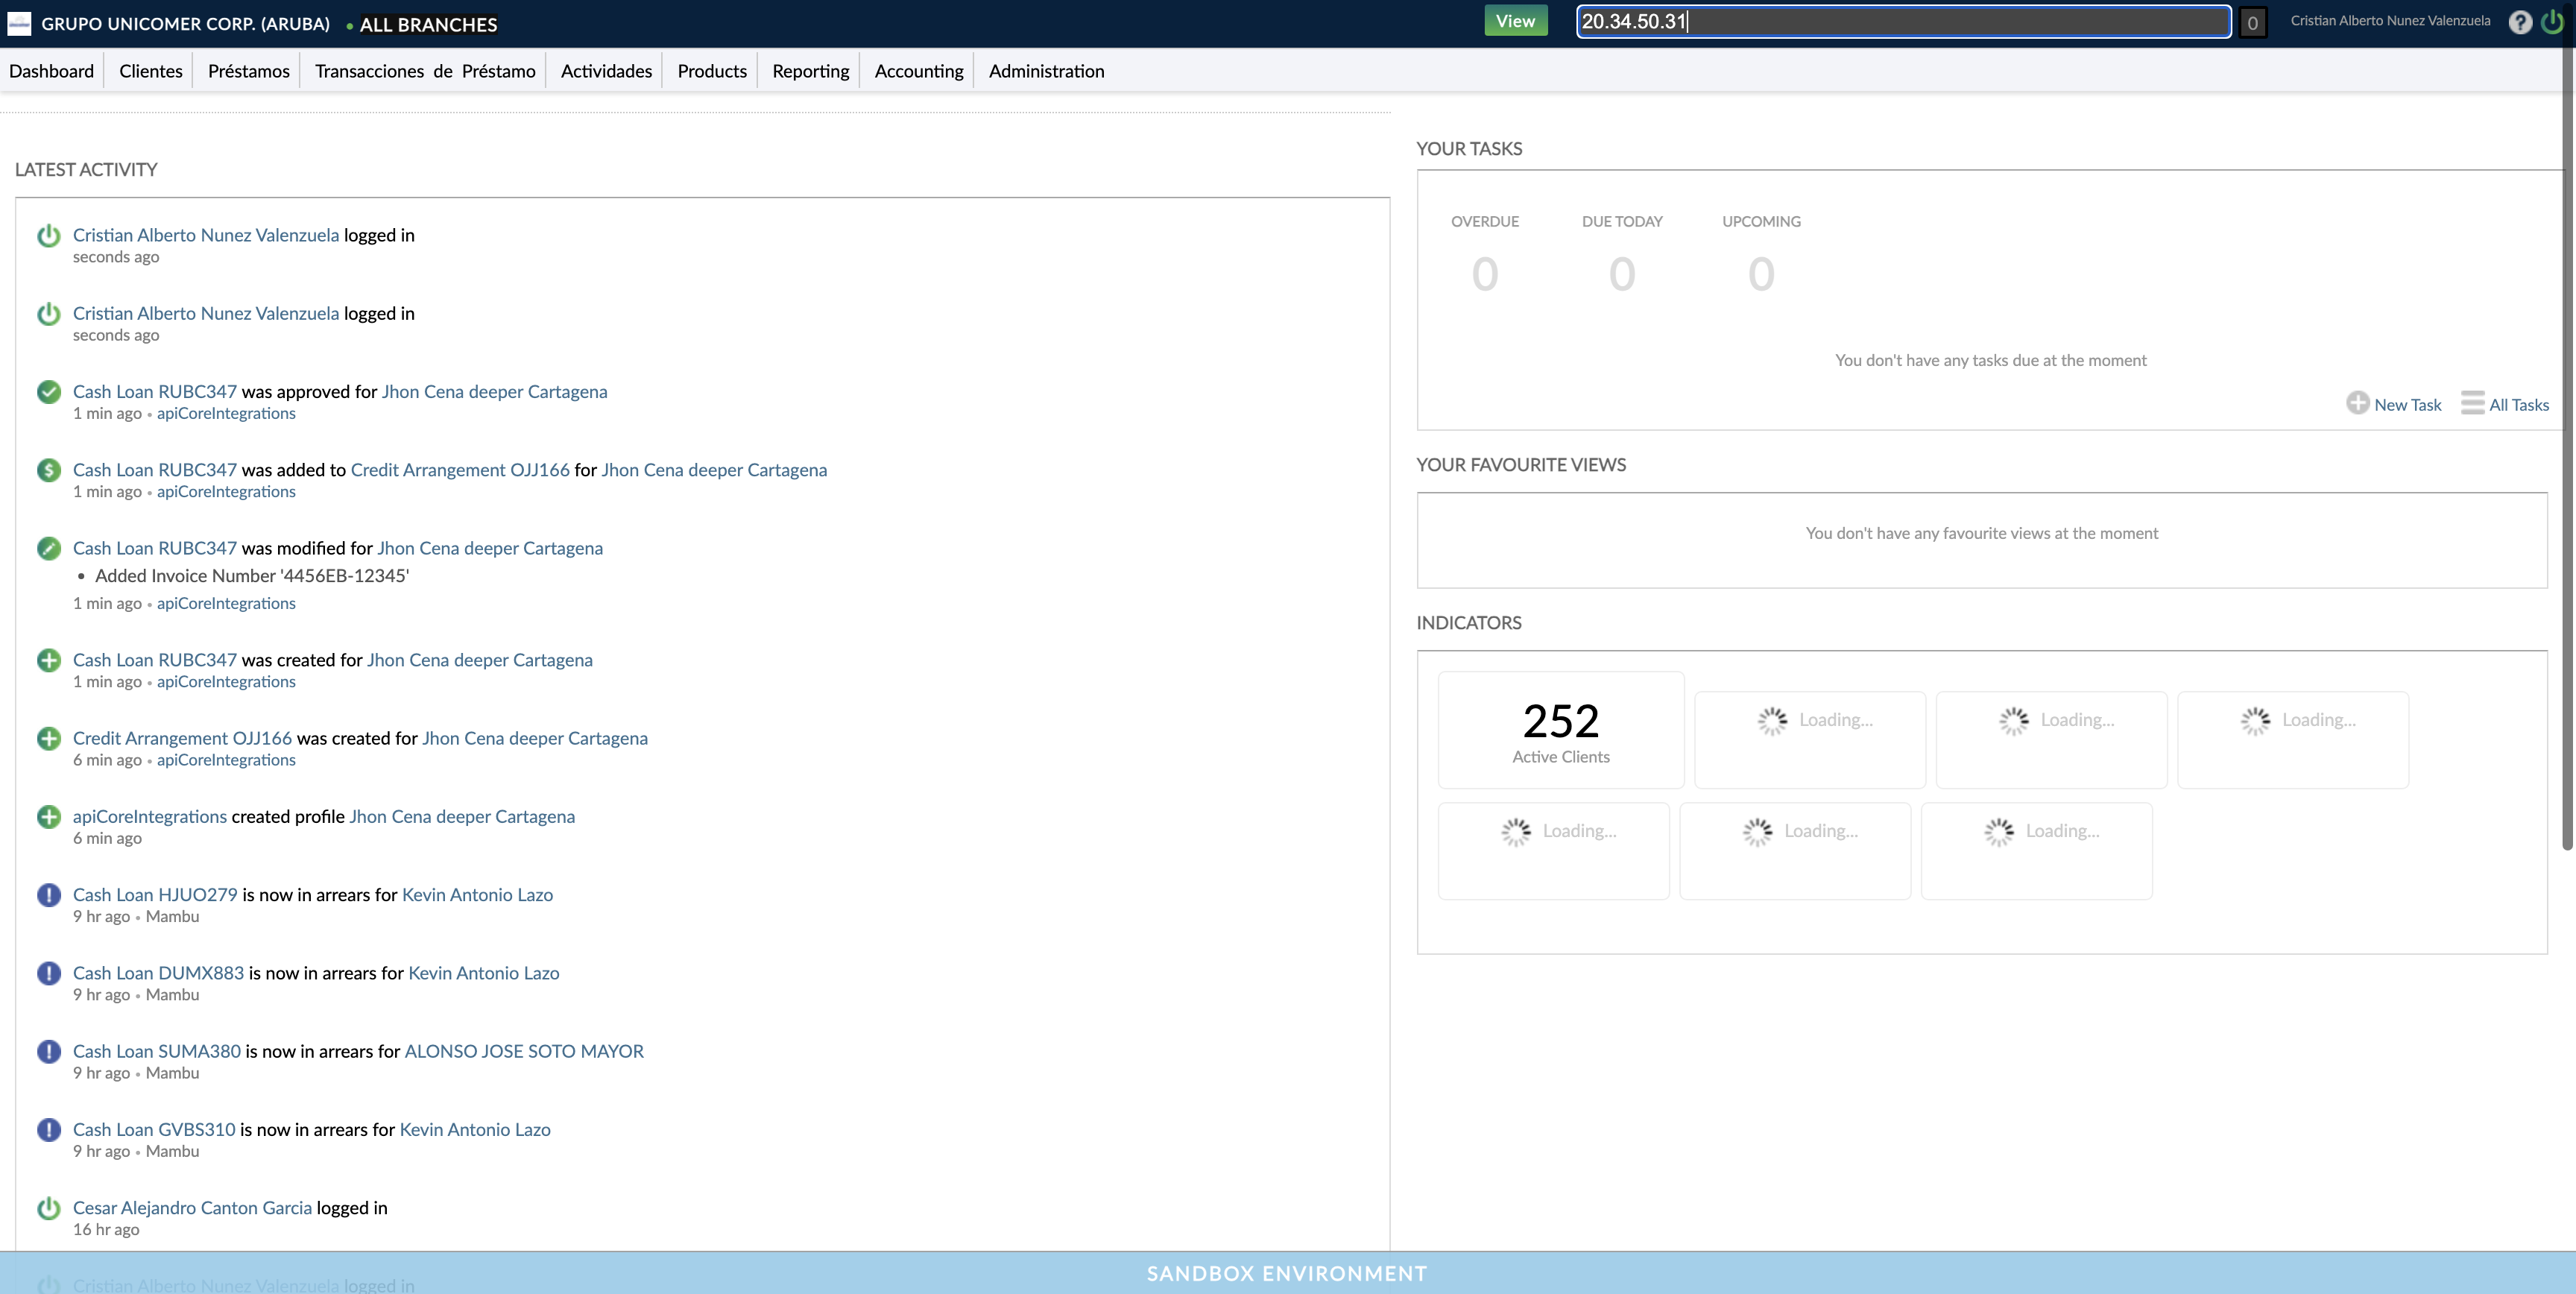 GRUPO UNICOMER CORP. (ARUBA) • ALL BRANCHES
View
20.34.50.31
0
Cristian Alberto Nunez Valenzuela
?
Dashboard
Clientes
Préstamos
Transacciones de Préstamo
Actividades
Products
Reporting
Accounting
Administration
LATEST ACTIVITY
Cristian Alberto Nunez Valenzuela logged in
seconds ago
Cristian Alberto Nunez Valenzuela logged in
seconds ago
Cash Loan RUBC347 was approved for Jhon Cena deeper Cartagena
1 min ago • apiCoreIntegrations
Cash Loan RUBC347 was added to Credit Arrangement OJJ166 for Jhon Cena deeper Cartagena
1 min ago • apiCoreIntegrations
Cash Loan RUBC347 was modified for Jhon Cena deeper Cartagena
• Added Invoice Number '4456EB-12345'
1 min ago • apiCoreIntegrations
Cash Loan RUBC347 was created for Jhon Cena deeper Cartagena
1 min ago • apiCoreIntegrations
Credit Arrangement OJJ166 was created for Jhon Cena deeper Cartagena
6 min ago • apiCoreIntegrations
apiCoreIntegrations created profile Jhon Cena deeper Cartagena
6 min ago
Cash Loan HJUO279 is now in arrears for Kevin Antonio Lazo
9 hr ago • Mambu
Cash Loan DUMX883 is now in arrears for Kevin Antonio Lazo
9 hr ago • Mambu
Cash Loan SUMA380 is now in arrears for ALONSO JOSE SOTO MAYOR
9 hr ago • Mambu
Cash Loan GVBS310 is now in arrears for Kevin Antonio Lazo
9 hr ago • Mambu
Cesar Alejandro Canton Garcia logged in
16 hr ago
Cristian Alberto Nunez Valenzuela logged in
YOUR TASKS
OVERDUE DUE TODAY UPCOMING
0 0 0
You don't have any tasks due at the moment
New Task All Tasks
YOUR FAVOURITE VIEWS
You don't have any favourite views at the moment
INDICATORS
252
Active Clients
Loading...
Loading...
Loading...
Loading...
Loading...
Loading...
SANDBOX ENVIRONMENT